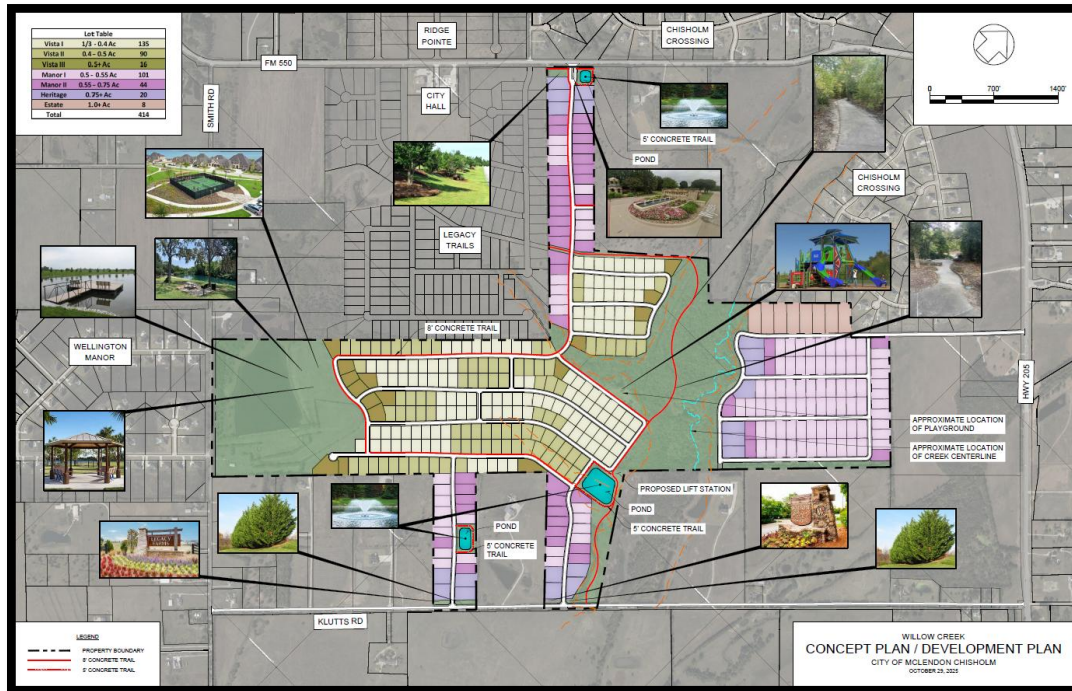 Lot Table
Vista I 1/3 - 0.4 Ac 135
Vista II 0.4 – 0.5 Ac 90
Vista III 0.5+ Ac 16
Manor I 0.5 - 0.55 Ac 101
Manor II 0.55 - 0.75 Ac 44
Heritage 0.75+ Ac 20
Estate 1.0+ Ac 8
Total 414
RIDGE
POINTE
CHISHOLM
CROSSING
FM 550
SMITH RD
CITY
HALL
0 700' 1400'
5' CONCRETE TRAIL
POND
CHISHOLM
CROSSING
LEGACY
TRAILS
8' CONCRETE TRAIL
WELLINGTON
MANOR
HWY 205
APPROXIMATE LOCATION
OF PLAYGROUND
APPROXIMATE LOCATION
OF CREEK CENTERLINE
PROPOSED LIFT STATION
POND
5' CONCRETE TRAIL
POND
5' CONCRETE
TRAIL
LEGACY
KLUTTS RD
LEGEND
PROPERTY BOUNDARY
8' CONCRETE TRAIL
5' CONCRETE TRAIL
WILLOW CREEK
CONCEPT PLAN / DEVELOPMENT PLAN
CITY OF MCLENDON CHISHOLM
OCTOBER 29, 2025